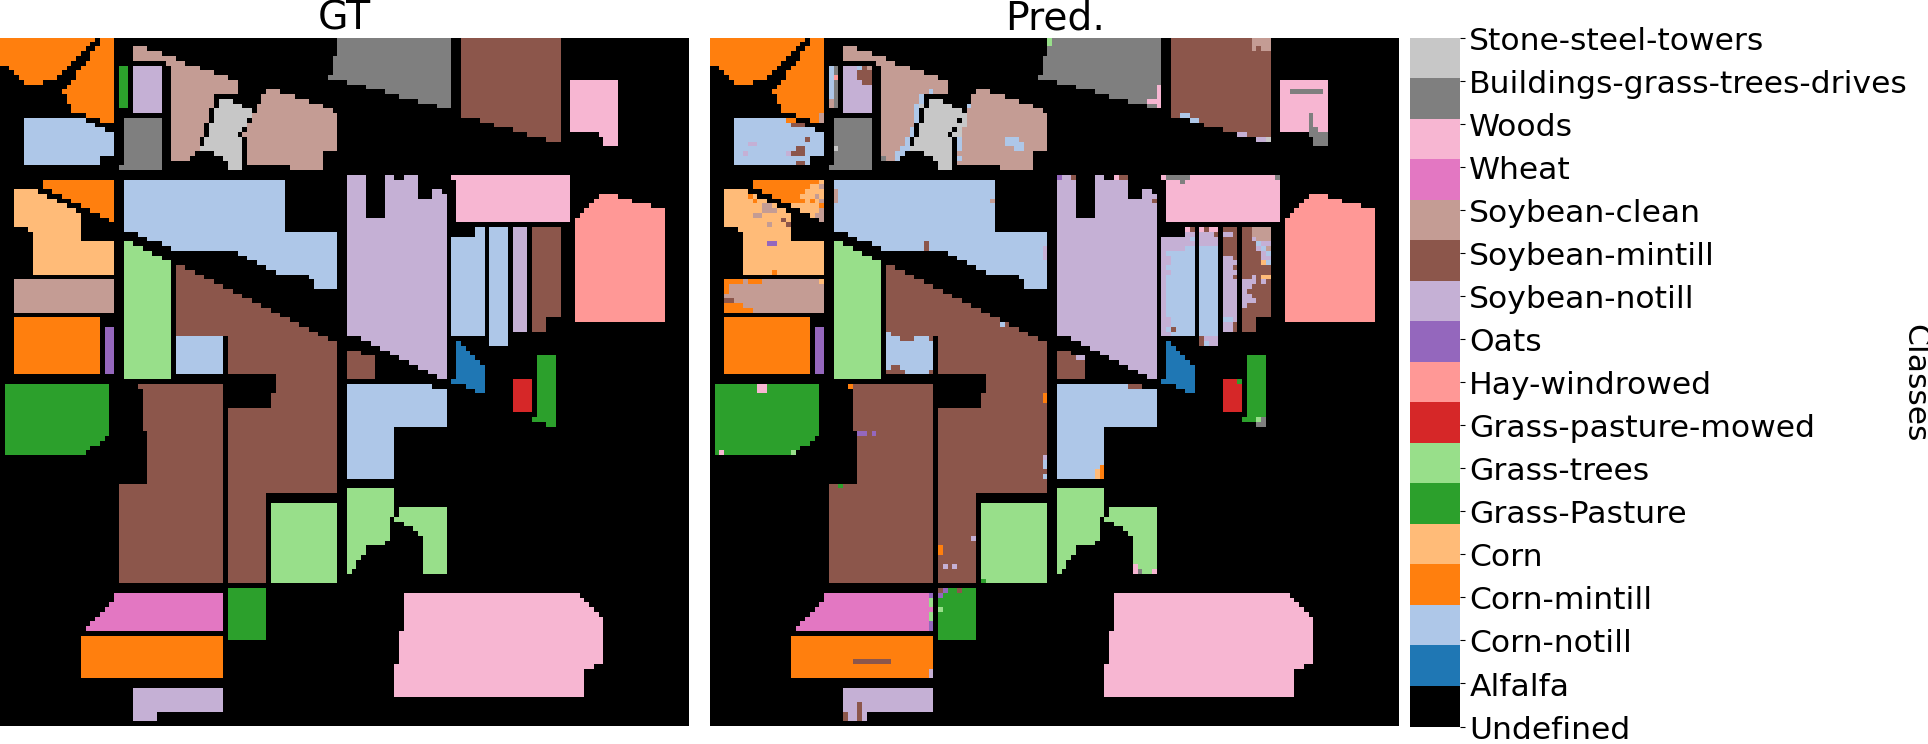 GT
Pred.
Stone-steel-towers
Buildings-grass-trees-drives
Woods
Wheat
Soybean-clean
Soybean-mintill
Soybean-notill
Oats
Hay-windrowed
Grass-pasture-mowed
Grass-trees
Grass-Pasture
Corn
Corn-mintill
Corn-notill
Alfalfa
Undefined
Classes